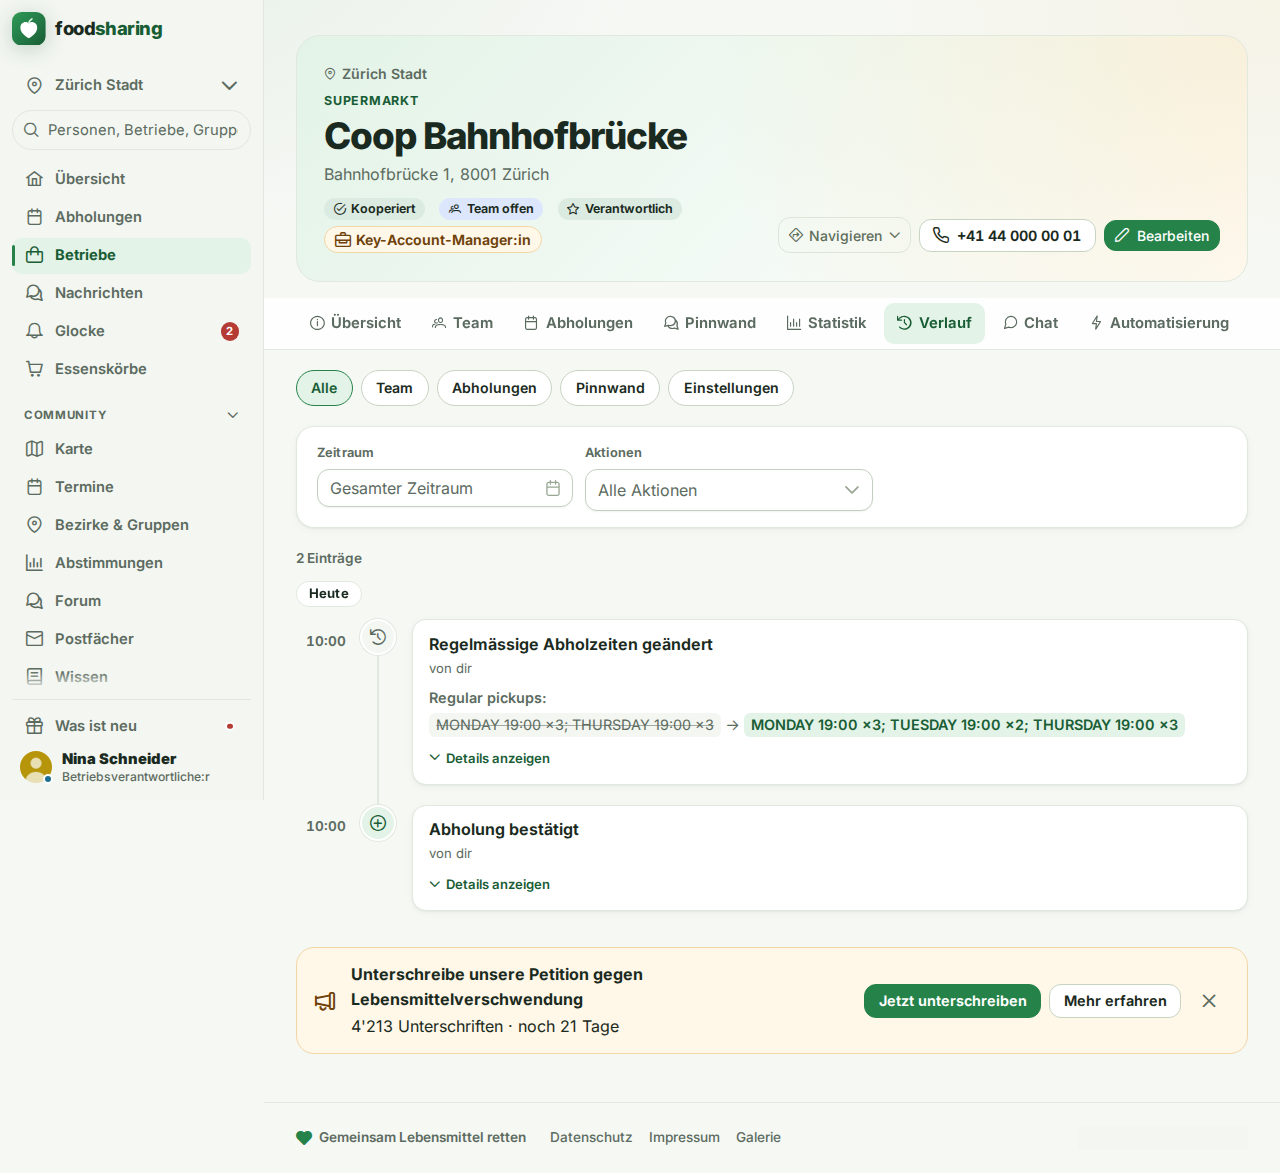 foodsharing
Zürich Stadt
Personen, Betriebe, Grupp
Übersicht
Abholungen
Betriebe
Nachrichten
Glocke 2
Essenskörbe
COMMUNITY
Karte
Termine
Bezirke & Gruppen
Abstimmungen
Forum
Postfächer
Wissen
Was ist neu
Nina Schneider
Betriebsverantwortliche:r
Zürich Stadt
SUPERMARKT
Coop Bahnhofbrücke
Bahnhofbrücke 1, 8001 Zürich
Kooperiert Team offen Verantwortlich
Key-Account-Manager:in
Navigieren +41 44 000 00 01 Bearbeiten
Übersicht Team Abholungen Pinnwand Statistik Verlauf Chat Automatisierung
Alle Team Abholungen Pinnwand Einstellungen
Zeitraum Aktionen
Gesamter Zeitraum Alle Aktionen
2 Einträge
Heute
10:00 Regelmässige Abholzeiten geändert
von dir
Regular pickups:
MONDAY 19:00 ×3; THURSDAY 19:00 ×3 → MONDAY 19:00 ×3; TUESDAY 19:00 ×2; THURSDAY 19:00 ×3
Details anzeigen
10:00 Abholung bestätigt
von dir
Details anzeigen
Unterschreibe unsere Petition gegen
Lebensmittelverschwendung
4'213 Unterschriften · noch 21 Tage
Jetzt unterschreiben Mehr erfahren
Gemeinsam Lebensmittel retten Datenschutz Impressum Galerie